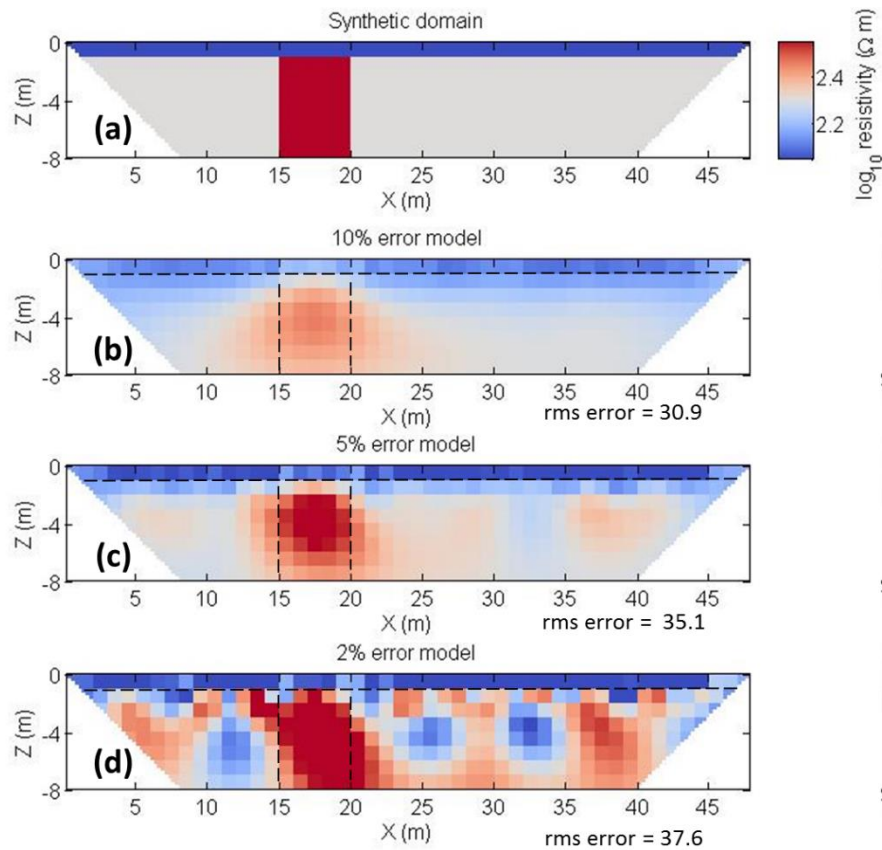 Synthetic domain
0
-4
-8
Z (m)
(a)
5 10 15 20 25 30 35 40 45
X (m)
2.4
2.2
log10 resistivity (Ω m)
10% error model
0
-4
-8
Z (m)
(b)
5 10 15 20 25 30 35 40 45
X (m)
rms error = 30.9
5% error model
0
-4
-8
Z (m)
(c)
5 10 15 20 25 30 35 40 45
X (m)
rms error = 35.1
2% error model
0
-4
-8
Z (m)
(d)
5 10 15 20 25 30 35 40 45
X (m)
rms error = 37.6